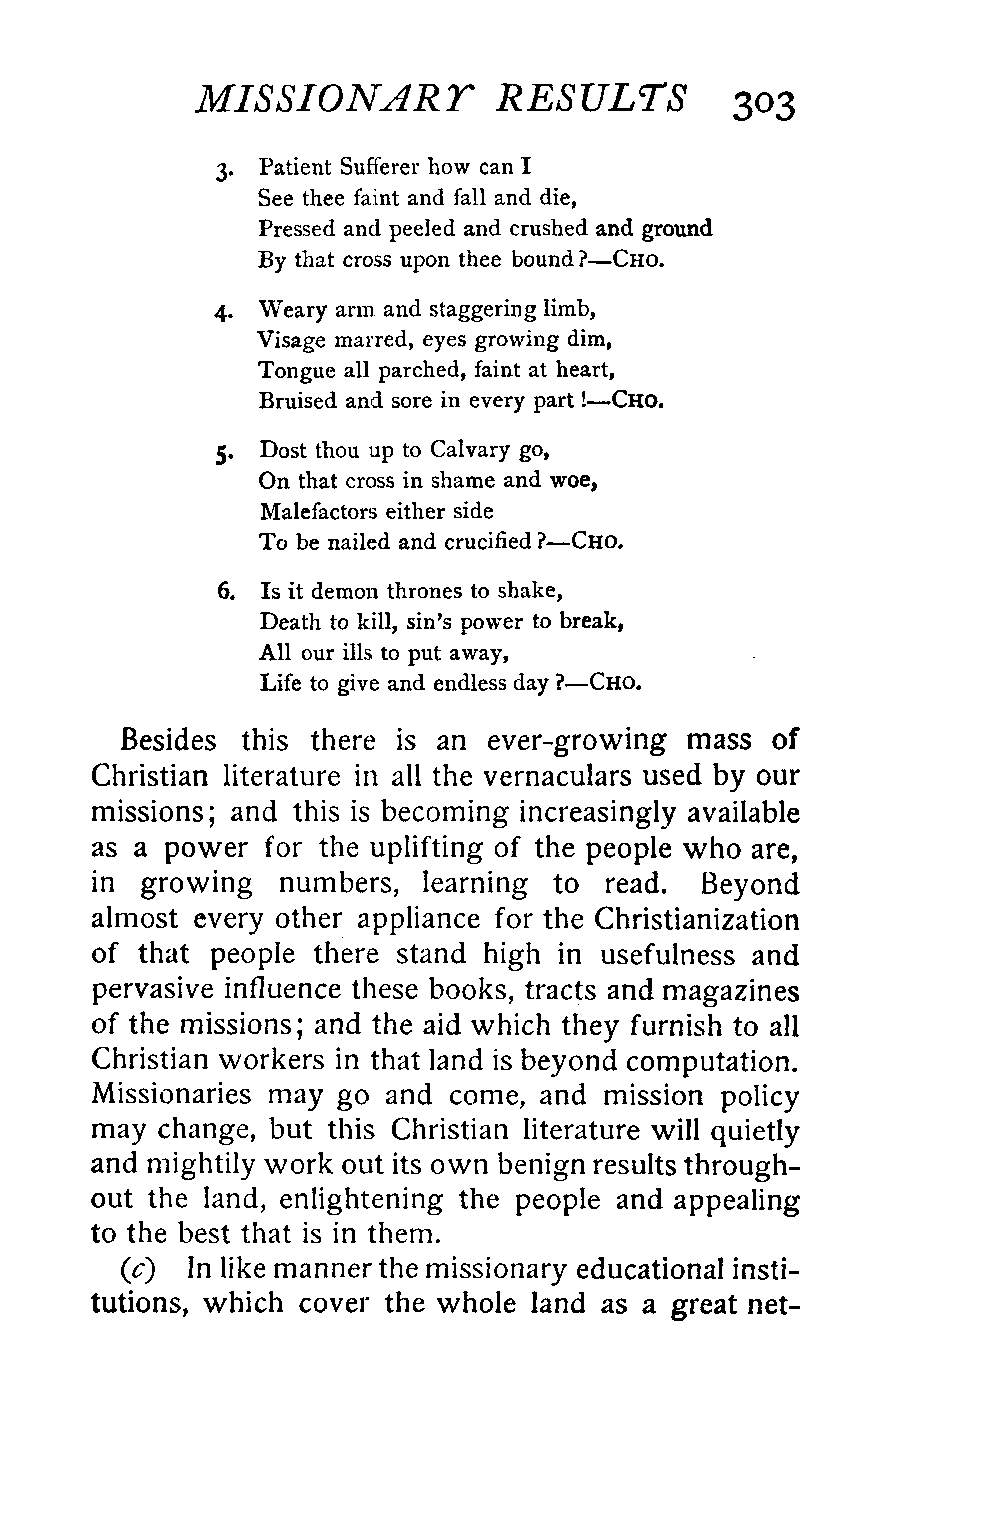 MISSIONARY RESULTS 303
3. Patient Sufferer how can I
See thee faint and fall and die,
Pressed and peeled and crushed and ground
By that cross upon thee bound?—CHO.
4. Weary arm and staggering limb,
Visage marred, eyes growing dim,
Tongue all parched, faint at heart,
Bruised and sore in every part!—CHO.
5. Dost thou up to Calvary go,
On that cross in shame and woe,
Malefactors either side
To be nailed and crucified?—CHO.
6. Is it demon thrones to shake,
Death to kill, sin's power to break,
All our ills to put away,
Life to give and endless day?—CHO.
Besides this there is an ever-growing mass of
Christian literature in all the vernaculars used by our
missions; and this is becoming increasingly available
as a power for the uplifting of the people who are,
in growing numbers, learning to read. Beyond
almost every other appliance for the Christianization
of that people there stand high in usefulness and
pervasive influence these books, tracts and magazines
of the missions; and the aid which they furnish to all
Christian workers in that land is beyond computation.
Missionaries may go and come, and mission policy
may change, but this Christian literature will quietly
and mightily work out its own benign results through-
out the land, enlightening the people and appealing
to the best that is in them.
(c) In like manner the missionary educational insti-
tutions, which cover the whole land as a great net-